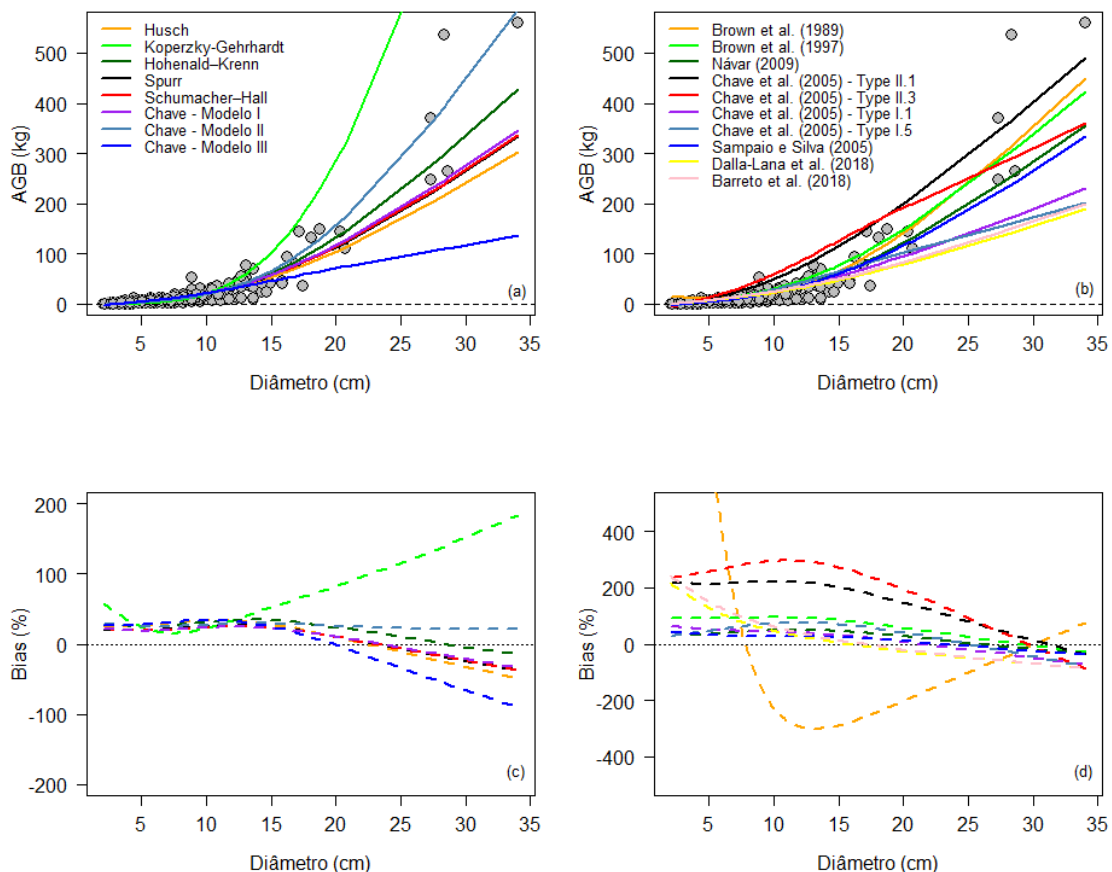 Husch
Koperzky-Gehrhardt
Hohenald–Krenn
Spurr
Schumacher–Hall
Chave - Modelo I
Chave - Modelo II
Chave - Modelo III
AGB (kg)
500
400
300
200
100
0
(a)
5 10 15 20 25 30 35
Diâmetro (cm)
Brown et al. (1989)
Brown et al. (1997)
Návar (2009)
Chave et al. (2005) - Type II.1
Chave et al. (2005) - Type II.3
Chave et al. (2005) - Type I.1
Chave et al. (2005) - Type I.5
Sampaio e Silva (2005)
Dalla-Lana et al. (2018)
Barreto et al. (2018)
AGB (kg)
500
400
300
200
100
0
(b)
5 10 15 20 25 30 35
Diâmetro (cm)
Bias (%)
200
100
0
-100
-200
(c)
5 10 15 20 25 30 35
Diâmetro (cm)
Bias (%)
400
200
0
-200
-400
(d)
5 10 15 20 25 30 35
Diâmetro (cm)